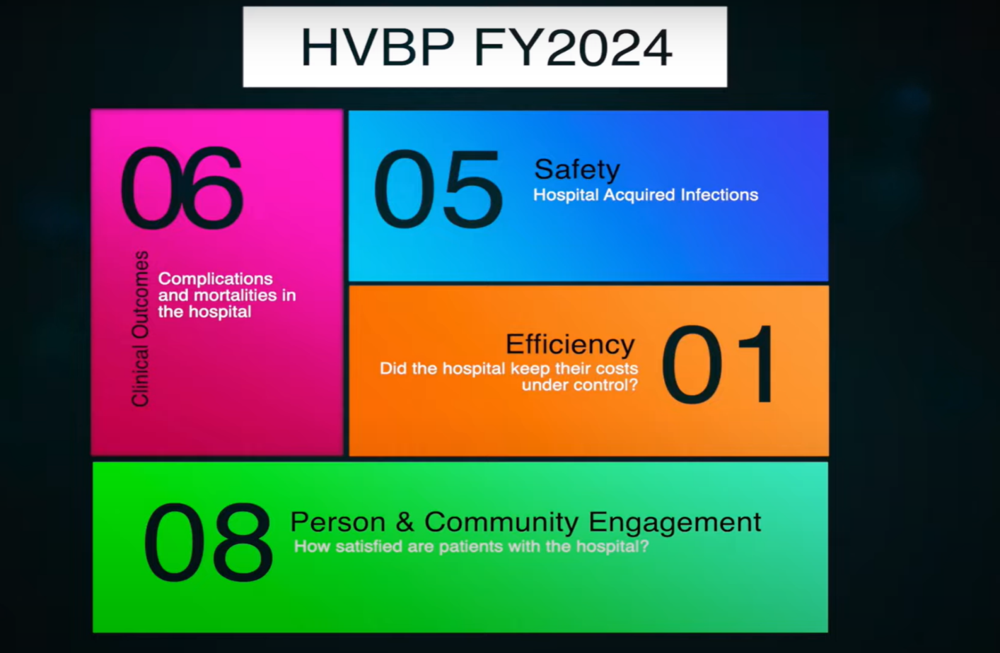 HVBP FY2024
06
Clinical Outcomes
Complications
and mortalities in
the hospital
05
Safety
Hospital Acquired Infections
Efficiency
Did the hospital keep their costs
under control?
01
08
Person & Community Engagement
How satisfied are patients with the hospital?